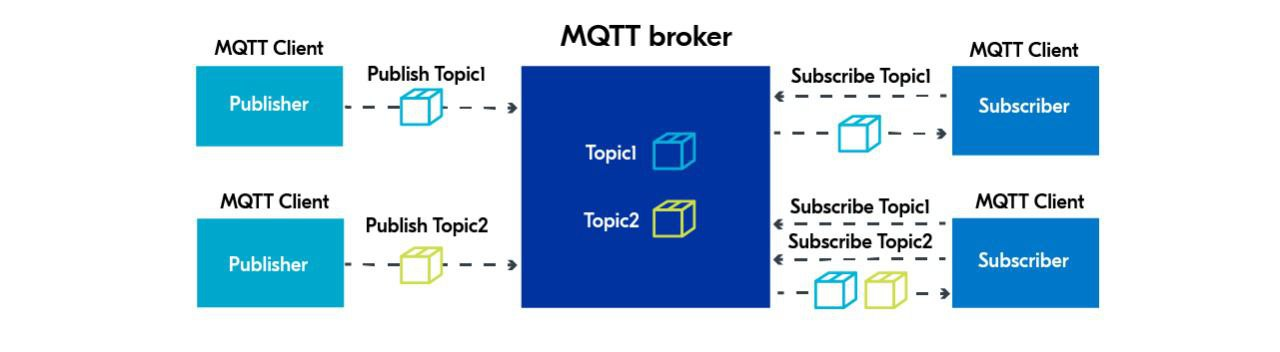 MQTT broker
MQTT Client
Publisher
Publish Topic1
MQTT Client
Publisher
Publish Topic2
Topic1
Topic2
Subscribe Topic1
MQTT Client
Subscriber
Subscribe Topic1
Subscribe Topic2
MQTT Client
Subscriber